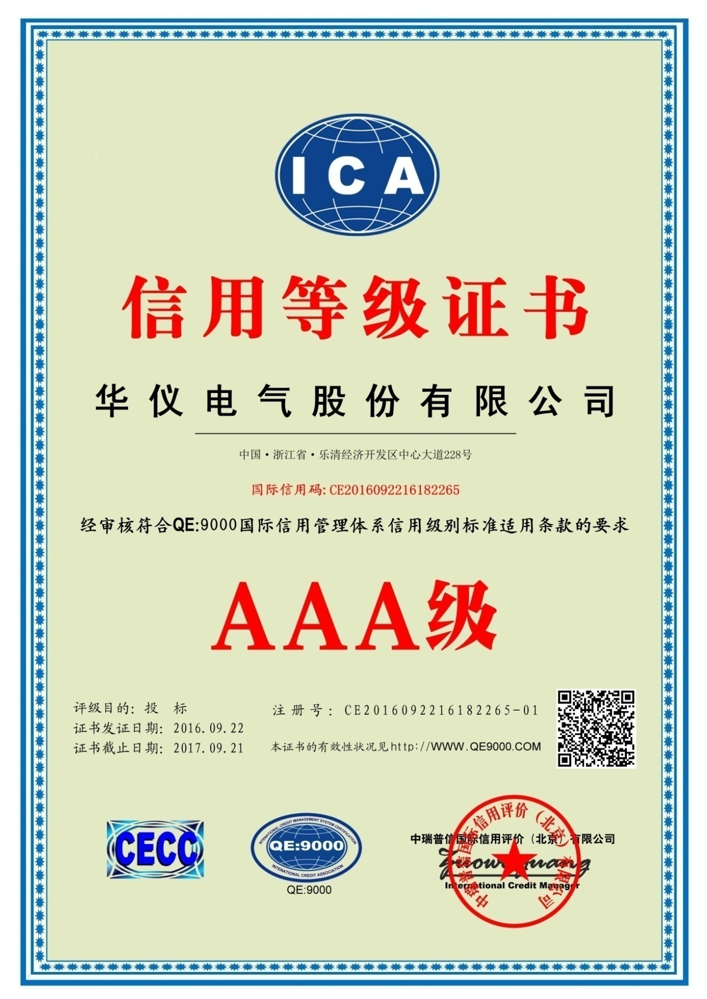 ICA
信用等级证书
华仪电气股份有限公司
中国·浙江省·乐清经济开发区中心大道228号
国际信用码:CE2016092216182265
经审核符合QE:9000国际信用管理体系信用级别标准适用条款的要求
AAA级
评级目的：投 标
证书发证日期：2016.09.22
证书截止日期：2017.09.21
注册号：CE2016092216182265-01
本证书的有效性状况见http://WWW.QE9000.COM
CECC
NTENATIONAL CREDIT MANAGEMENT SYSTEM CERTIFICATION
QE:9000
INTERNATIONAL CREDIT ASSOCIATION
QE:9000
中瑞普信国际信用评价（北京）有限公司
International Credit Manager
中瑞普信国际信用评价（北京）有限公司